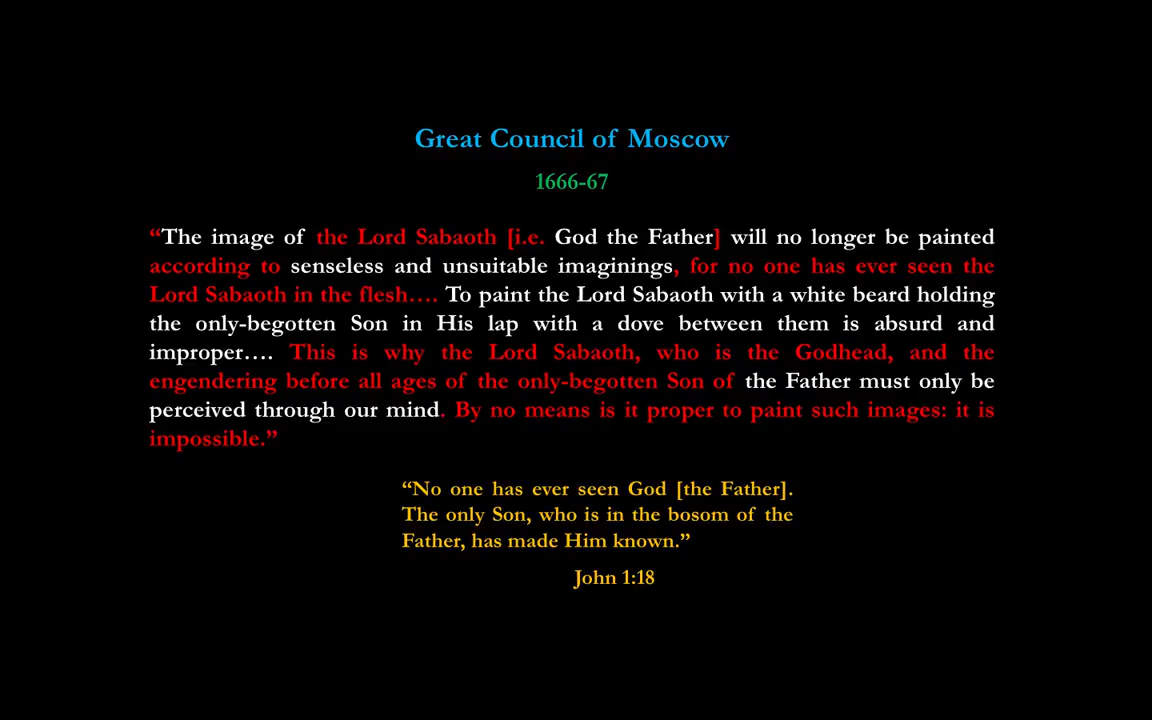 Great Council of Moscow
1666-67
“The image of the Lord Sabaoth [i.e. God the Father] will no longer be painted
according to senseless and unsuitable imaginings, for no one has ever seen the
Lord Sabaoth in the flesh…. To paint the Lord Sabaoth with a white beard holding
the only-begotten Son in His lap with a dove between them is absurd and
improper…. This is why the Lord Sabaoth, who is the Godhead, and the
engendering before all ages of the only-begotten Son of the Father must only be
perceived through our mind. By no means is it proper to paint such images: it is
impossible.”
“No one has ever seen God [the Father].
The only Son, who is in the bosom of the
Father, has made Him known.”
John 1:18